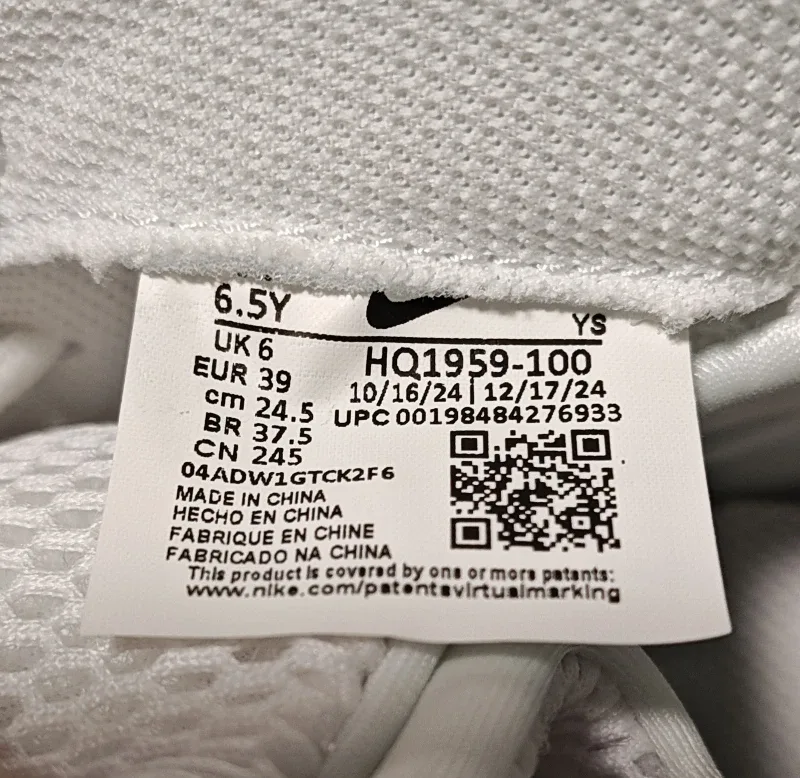 6.5Y
YS
UK 6
EUR 39
cm 24.5
BR 37.5
CN 245
HQ1959-100
10/16/24 | 12/17/24
UPC 00198484276933
04ADW1GTCK2F6
MADE IN CHINA
HECHO EN CHINA
FABRIQUE EN CHINE
FABRICADO NA CHINA
This product is covered by one or more patents:
www.nike.com/patentsvirtualmarking